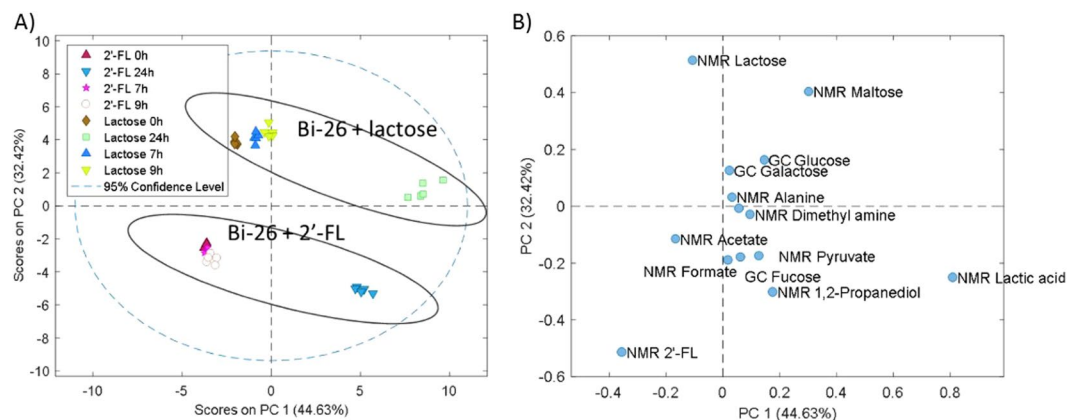 A)
10
8
6
4
2
0
-2
-4
-6
-8
-10
Scores on PC 2 (32.42%)
2'-FL 0h
2'-FL 24h
2'-FL 7h
2'-FL 9h
Lactose 0h
Lactose 24h
Lactose 7h
Lactose 9h
95% Confidence Level
Bi-26 + lactose
Bi-26 + 2'-FL
-10 -5 0 5 10
Scores on PC 1 (44.63%)
B)
0.6
0.4
0.2
0
-0.2
-0.4
-0.6
PC 2 (32.42%)
NMR Lactose
NMR Maltose
GC Glucose
GC Galactose
NMR Alanine
NMR Dimethyl amine
NMR Acetate
NMR Pyruvate
NMR Formate
GC Fucose
NMR Lactic acid
NMR 1,2-Propanediol
NMR 2'-FL
-0.4 -0.2 0 0.2 0.4 0.6 0.8 1
PC 1 (44.63%)